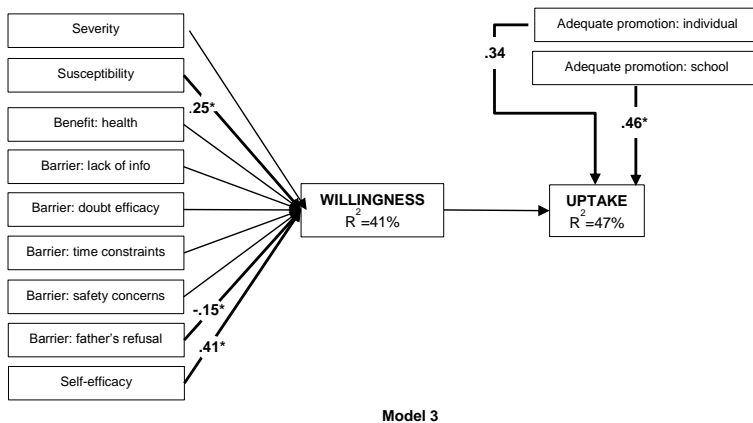 Severity
Susceptibility
.25*
Benefit: health
Barrier: lack of info
Barrier: doubt efficacy
Barrier: time constraints
Barrier: safety concerns
-.15*
Barrier: father's refusal
.41*
Self-efficacy
WILLINGNESS
R²=41%
Adequate promotion: individual
.34
Adequate promotion: school
.46*
UPTAKE
R²=47%
Model 3